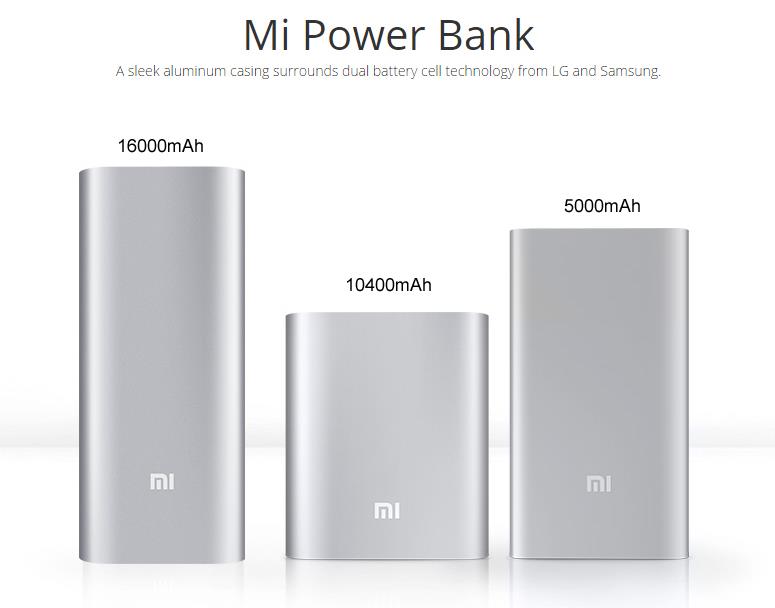 Mi Power Bank
A sleek aluminum casing surrounds dual battery cell technology from LG and Samsung.
16000mAh
10400mAh
5000mAh
MI
MI
MI